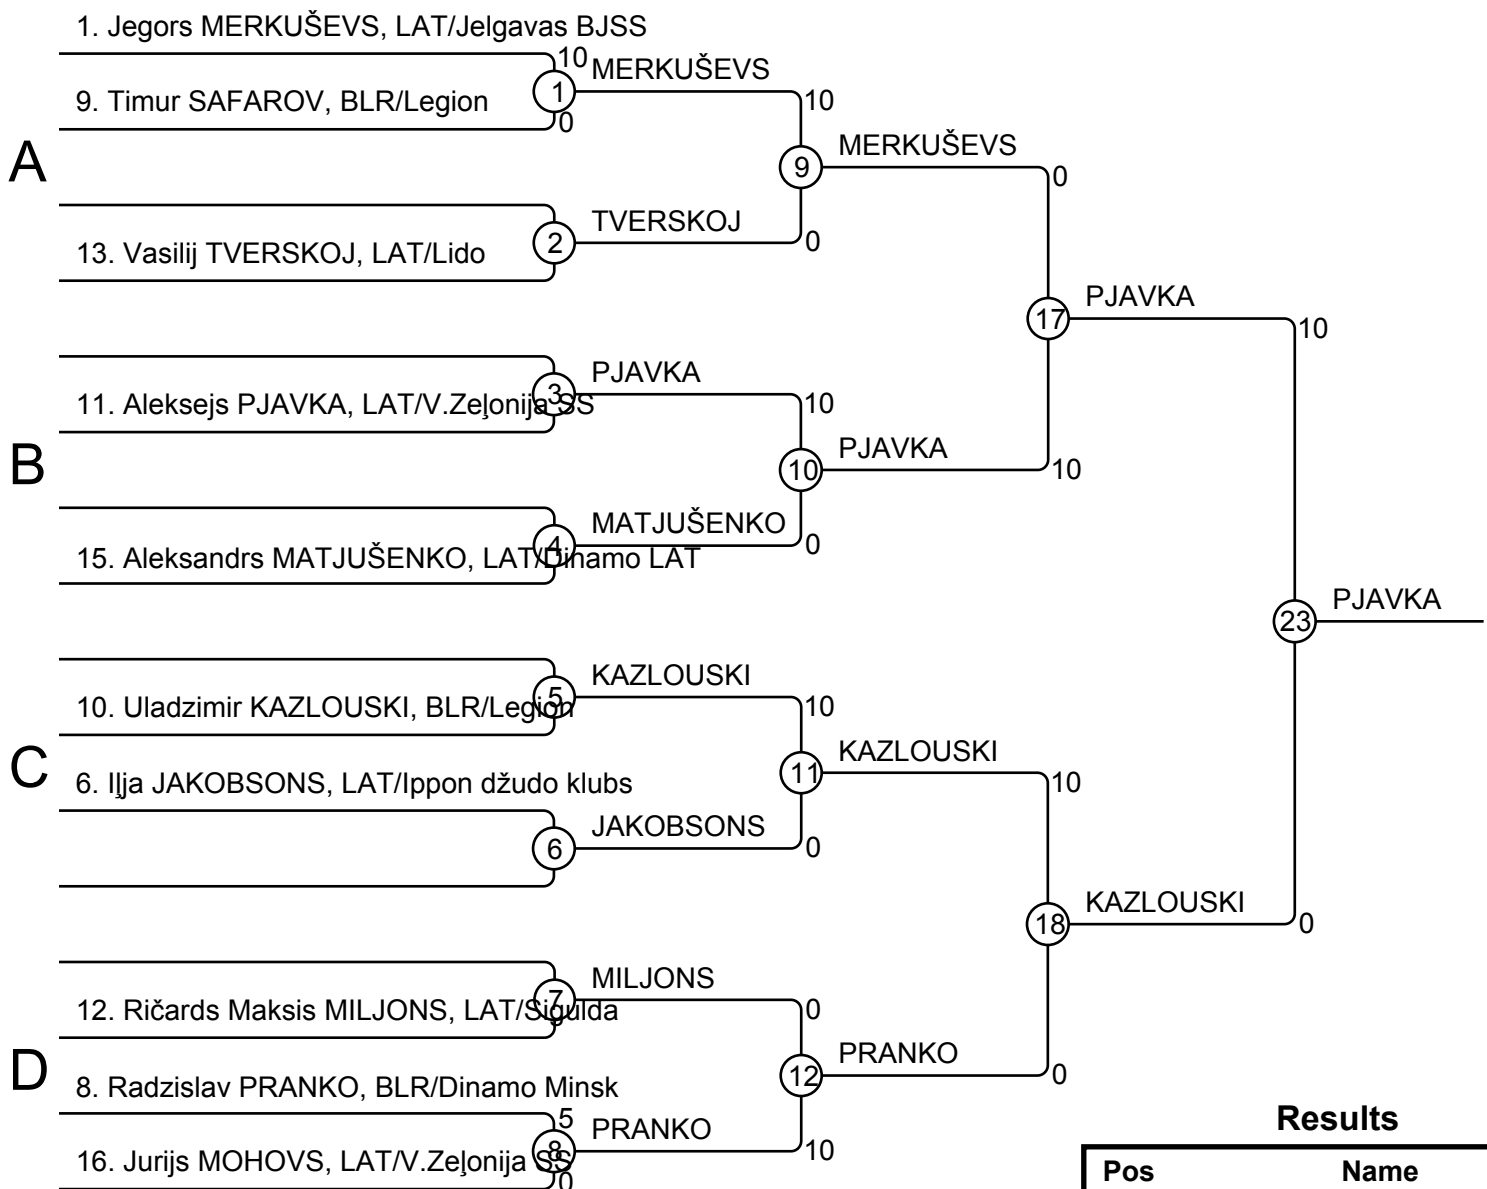 1. Jegors MERKUŠEVS, LAT/Jelgavas BJSS
10
MERKUŠEVS
1
9. Timur SAFAROV, BLR/Legion
0
10
A
9
MERKUŠEVS
0
TVERSKOJ
2
13. Vasilij TVERSKOJ, LAT/Lido
0
17
PJAVKA
10
PJAVKA
3
11. Aleksejs PJAVKA, LAT/V.Zeļonija SS
10
B
10
PJAVKA
10
MATJUŠENKO
4
15. Aleksandrs MATJUŠENKO, LAT/Dinamo LAT
0
23
PJAVKA
KAZLOUSKI
5
10. Uladzimir KAZLOUSKI, BLR/Legion
10
C
11
KAZLOUSKI
10
6. Iļja JAKOBSONS, LAT/Ippon džudo klubs
JAKOBSONS
6
0
18
KAZLOUSKI
0
MILJONS
7
12. Ričards Maksis MILJONS, LAT/Sigulda
0
D
12
PRANKO
0
8. Radzislav PRANKO, BLR/Dinamo Minsk
5
PRANKO
8
16. Jurijs MOHOVS, LAT/V.Zeļonija SS
0
10
Results
Pos Name